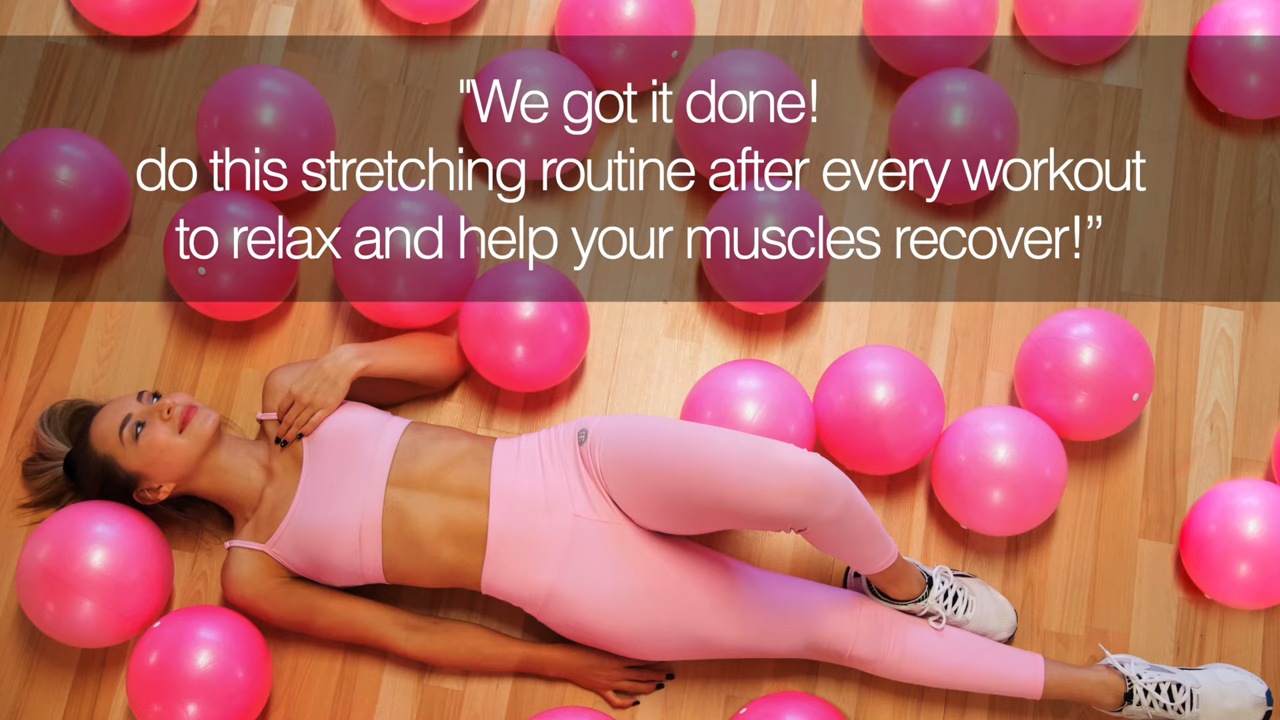 "We got it done!
do this stretching routine after every workout
to relax and help your muscles recover!”